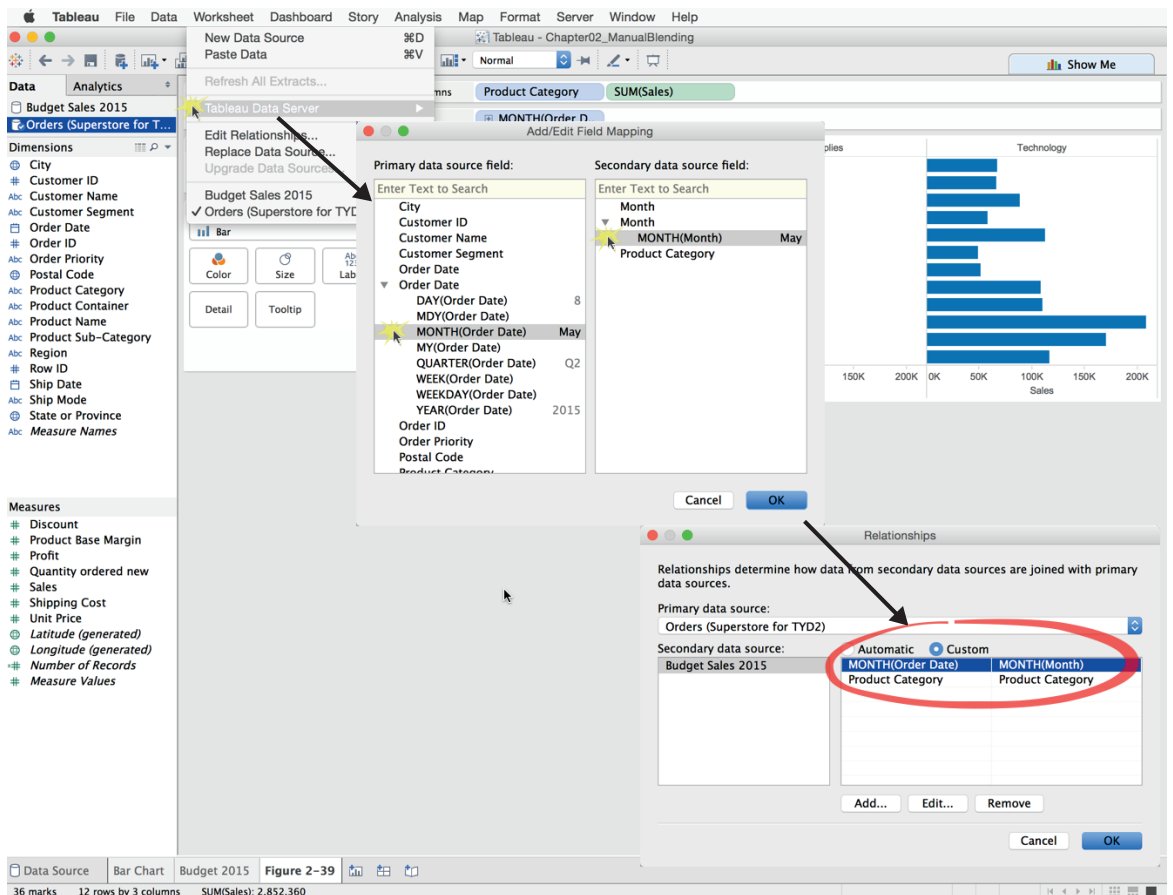 Tableau File Data Worksheet Dashboard Story Analysis Map Format Server Window Help
Tableau - Chapter02_ManualBlending
New Data Source ⌘D
Paste Data ⌘V
Refresh All Extracts...
Tableau Data Server
Edit Relationships...
Replace Data Source...
Upgrade Data Sources
Budget Sales 2015
✓ Orders (Superstore for TYD
Normal
Show Me
Data Analytics
Budget Sales 2015
Orders (Superstore for T...
Product Category SUM(Sales)
MONTH(Order D
Dimensions
City
# Customer ID
Abc Customer Name
Abc Customer Segment
Order Date
# Order ID
Abc Order Priority
Postal Code
Abc Product Category
Abc Product Container
Abc Product Name
Abc Product Sub-Category
Abc Region
# Row ID
Ship Date
Abc Ship Mode
State or Province
Abc Measure Names
Measures
# Discount
# Product Base Margin
# Profit
# Quantity ordered new
# Sales
# Shipping Cost
# Unit Price
Latitude (generated)
Longitude (generated)
# Number of Records
# Measure Values
Bar
Color Size
Detail Tooltip
Add/Edit Field Mapping
Primary data source field:
Enter Text to Search
City
Customer ID
Customer Name
Customer Segment
Order Date
Order Date
DAY(Order Date) 8
MDY(Order Date)
MONTH(Order Date) May
MY(Order Date)
QUARTER(Order Date) Q2
WEEK(Order Date)
WEEKDAY(Order Date)
YEAR(Order Date) 2015
Order ID
Order Priority
Postal Code
Product Category
Secondary data source field:
Enter Text to Search
Month
Month
MONTH(Month) May
Product Category
Cancel OK
Technology
150K 200K 0K 50K 100K 150K 200K
Sales
Relationships
Relationships determine how data from secondary data sources are joined with primary
data sources.
Primary data source:
Orders (Superstore for TYD2)
Secondary data source:
Budget Sales 2015
Automatic Custom
MONTH(Order Date) MONTH(Month)
Product Category Product Category
Add... Edit... Remove
Cancel OK
Data Source Bar Chart Budget 2015 Figure 2-39
36 marks 12 rows by 3 columns SUM(Sales): 2,852,360